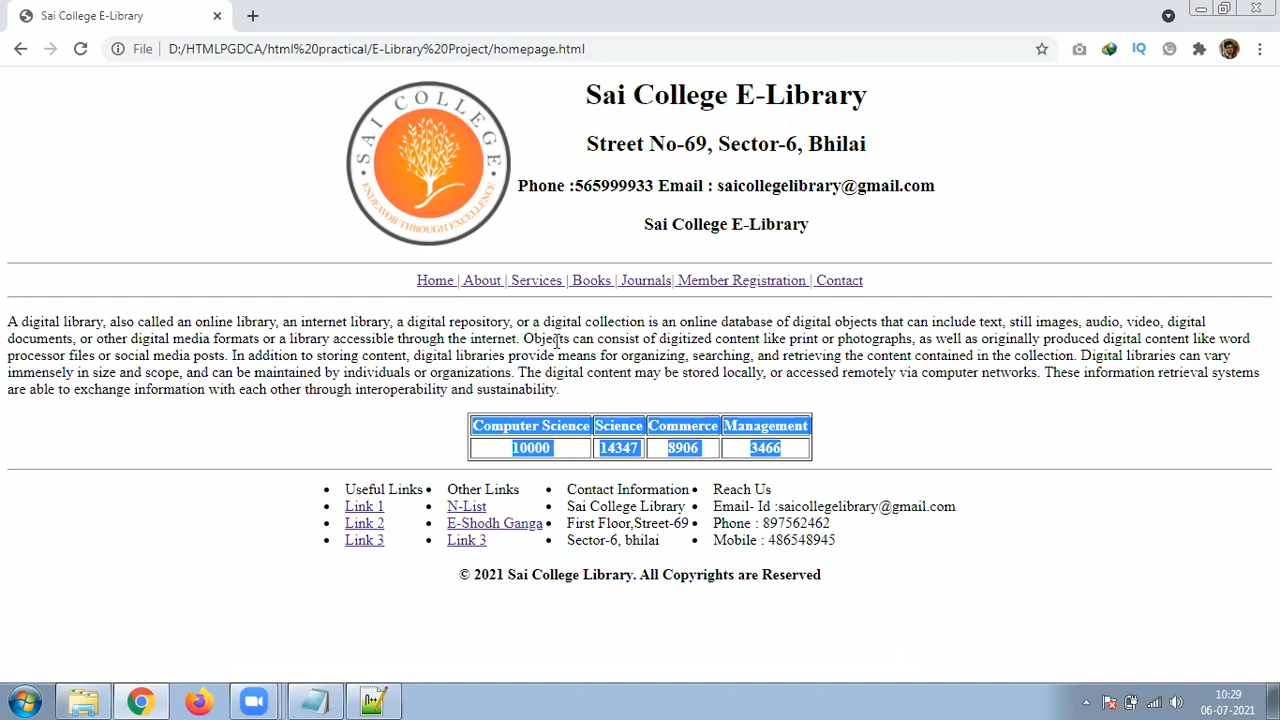 Sai College E-Library
File D:/HTMLPGDCA/html%20practical/E-Library%20Project/homepage.html
IQ
SAI COLLEGE
ENDEAVOR THROUGH EXCELLENCE
Sai College E-Library
Street No-69, Sector-6, Bhilai
Phone :565999933 Email : saicollegelibrary@gmail.com
Sai College E-Library
Home | About | Services | Books | Journals| Member Registration | Contact
A digital library, also called an online library, an internet library, a digital repository, or a digital collection is an online database of digital objects that can include text, still images, audio, video, digital
documents, or other digital media formats or a library accessible through the internet. Objects can consist of digitized content like print or photographs, as well as originally produced digital content like word
processor files or social media posts. In addition to storing content, digital libraries provide means for organizing, searching, and retrieving the content contained in the collection. Digital libraries can vary
immensely in size and scope, and can be maintained by individuals or organizations. The digital content may be stored locally, or accessed remotely via computer networks. These information retrieval systems
are able to exchange information with each other through interoperability and sustainability.
Computer Science Science Commerce Management
10000 14347 8906 3466
Useful Links Other Links Contact Information Reach Us
Link 1 N-List Sai College Library Email- Id :saicollegelibrary@gmail.com
Link 2 E-Shodh Ganga First Floor,Street-69 Phone : 897562462
Link 3 Link 3 Sector-6, bhilai Mobile : 486548945
© 2021 Sai College Library. All Copyrights are Reserved
10:29
06-07-2021